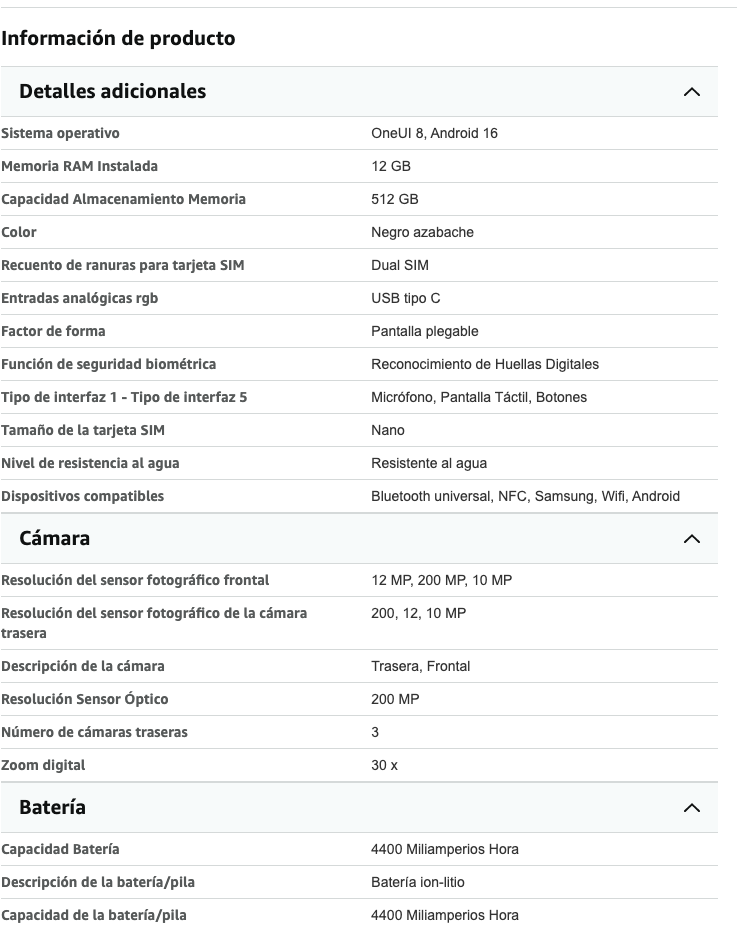 Información de producto
Detalles adicionales
Sistema operativo OneUI 8, Android 16
Memoria RAM Instalada 12 GB
Capacidad Almacenamiento Memoria 512 GB
Color Negro azabache
Recuento de ranuras para tarjeta SIM Dual SIM
Entradas analógicas rgb USB tipo C
Factor de forma Pantalla plegable
Función de seguridad biométrica Reconocimiento de Huellas Digitales
Tipo de interfaz 1 - Tipo de interfaz 5 Micrófono, Pantalla Táctil, Botones
Tamaño de la tarjeta SIM Nano
Nivel de resistencia al agua Resistente al agua
Dispositivos compatibles Bluetooth universal, NFC, Samsung, Wifi, Android
Cámara
Resolución del sensor fotográfico frontal 12 MP, 200 MP, 10 MP
Resolución del sensor fotográfico de la cámara 200, 12, 10 MP
trasera
Descripción de la cámara Trasera, Frontal
Resolución Sensor Óptico 200 MP
Número de cámaras traseras 3
Zoom digital 30 x
Batería
Capacidad Batería 4400 Miliamperios Hora
Descripción de la batería/pila Batería ion-litio
Capacidad de la batería/pila 4400 Miliamperios Hora